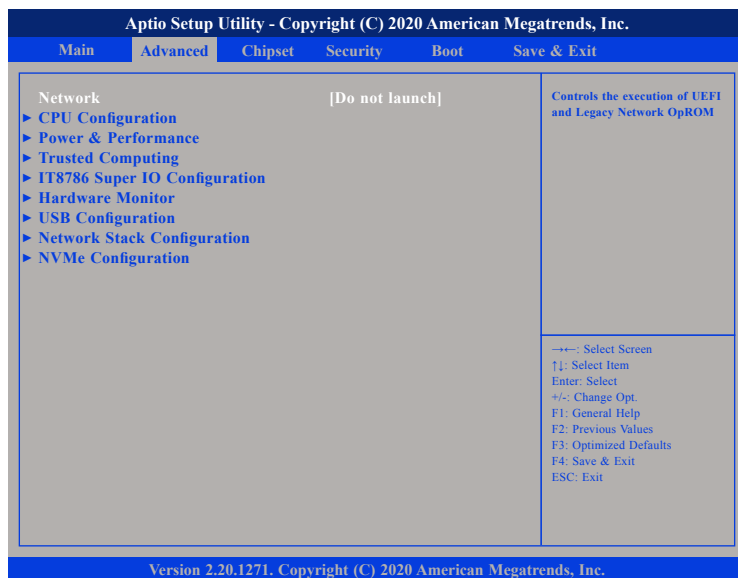 Aptio Setup Utility - Copyright (C) 2020 American Megatrends, Inc.
Main Advanced Chipset Security Boot Save & Exit
Network [Do not launch]
► CPU Configuration
► Power & Performance
► Trusted Computing
► IT8786 Super IO Configuration
► Hardware Monitor
► USB Configuration
► Network Stack Configuration
► NVMe Configuration
Controls the execution of UEFI
and Legacy Network OpROM
→←: Select Screen
↑↓: Select Item
Enter: Select
+/-: Change Opt.
F1: General Help
F2: Previous Values
F3: Optimized Defaults
F4: Save & Exit
ESC: Exit
Version 2.20.1271. Copyright (C) 2020 American Megatrends, Inc.